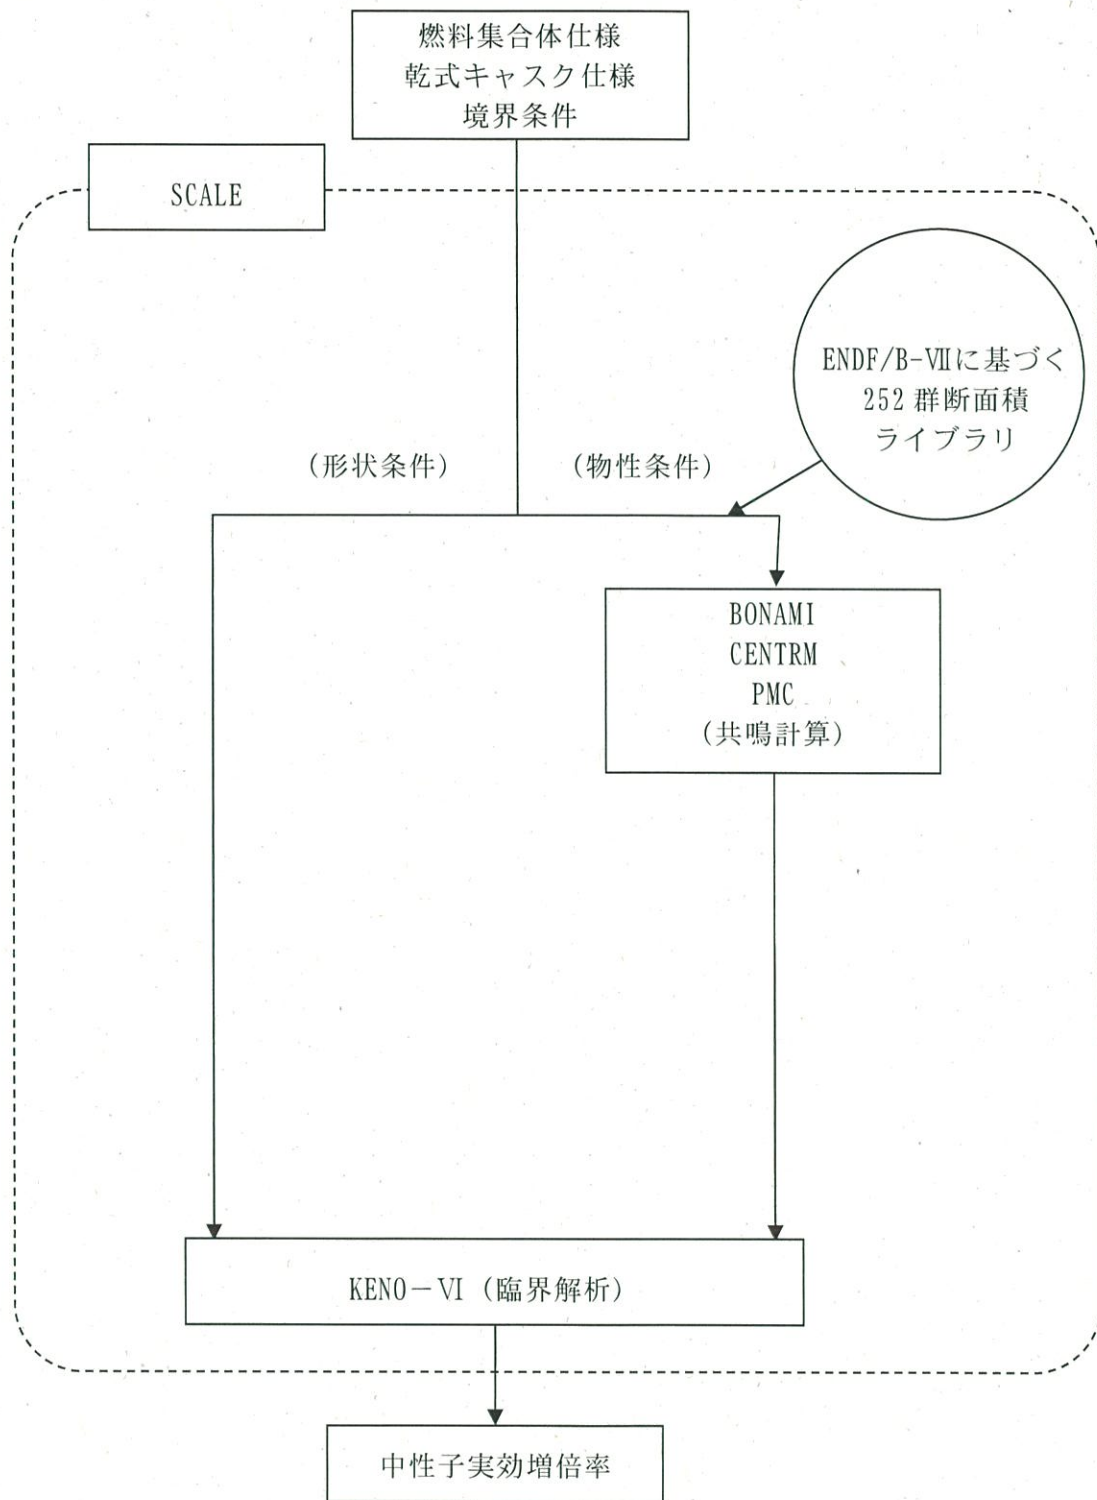 燃料集合体仕様
乾式キャスク仕様
境界条件
SCALE
ENDF/B-Ⅶに基づく
252 群断面積
ライブラリ
(形状条件)
(物性条件)
BONAMI
CENTRM
PMC
(共鳴計算)
KENO－Ⅵ (臨界解析)
中性子実効増倍率